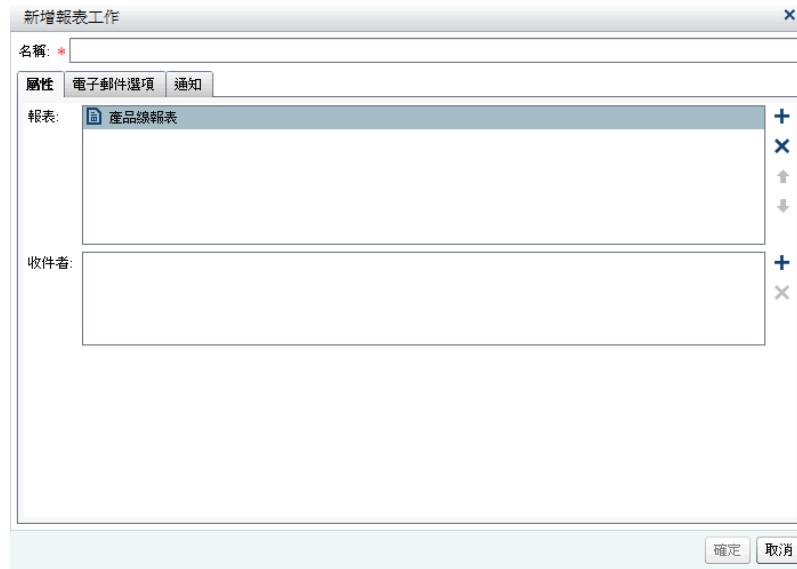 新增報表工作
名稱: *
屬性 電子郵件選項 通知
報表: 產品線報表
收件者:
確定 取消